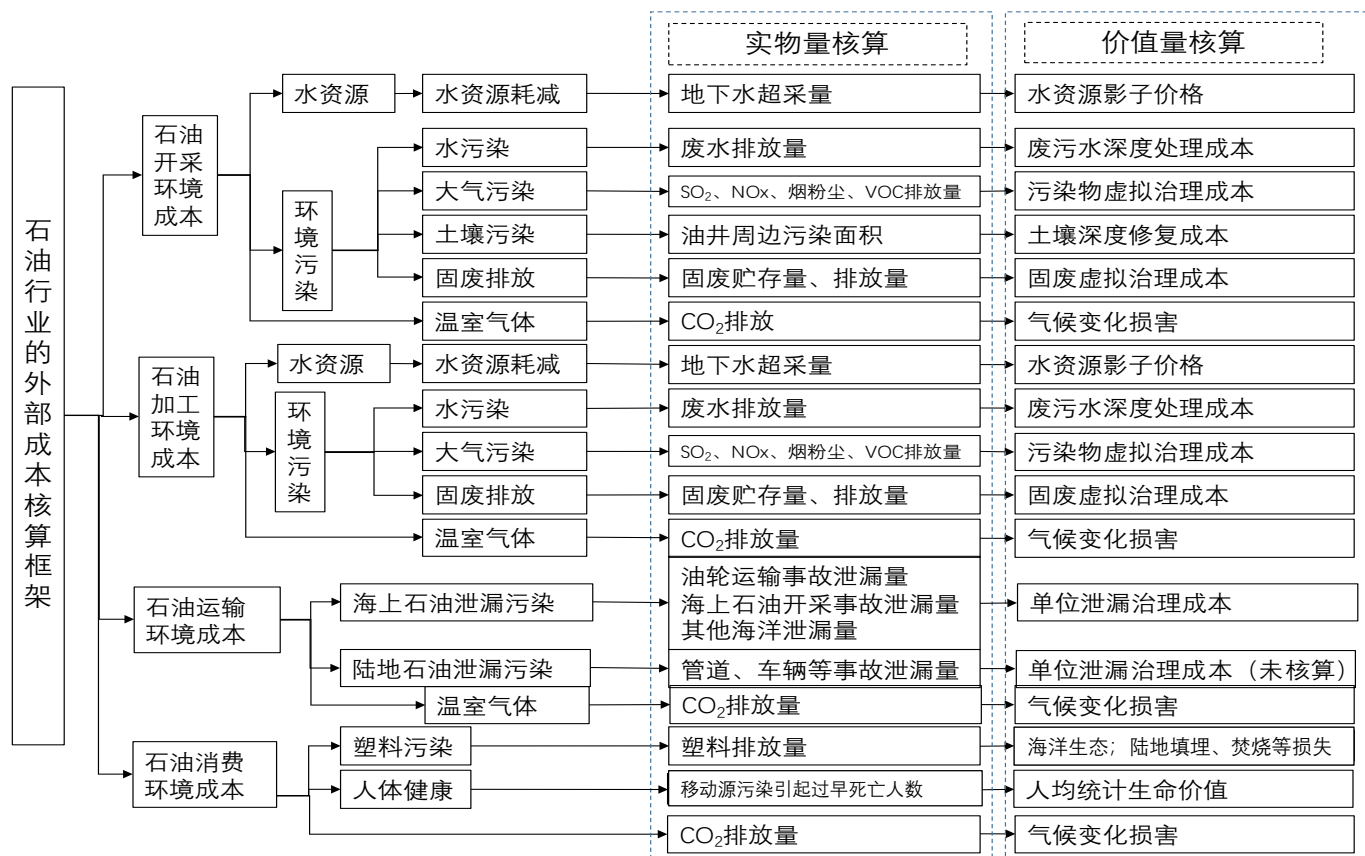 实物量核算
价值量核算
石油行业的外部成本核算框架
石油
开采
环境
成本
水资源
水资源耗减
地下水超采量
水资源影子价格
环境污染
水污染
废水排放量
废污水深度处理成本
大气污染
SO₂、NOx、烟粉尘、VOC排放量
污染物虚拟治理成本
土壤污染
油井周边污染面积
土壤深度修复成本
固废排放
固废贮存量、排放量
固废虚拟治理成本
温室气体
CO₂排放
气候变化损害
石油
加工
环境
成本
水资源
水资源耗减
地下水超采量
水资源影子价格
环境污染
水污染
废水排放量
废污水深度处理成本
大气污染
SO₂、NOx、烟粉尘、VOC排放量
污染物虚拟治理成本
固废排放
固废贮存量、排放量
固废虚拟治理成本
温室气体
CO₂排放量
气候变化损害
石油运输
环境成本
海上石油泄漏污染
油轮运输事故泄漏量
海上石油开采事故泄漏量
其他海洋泄漏量
单位泄漏治理成本
陆地石油泄漏污染
管道、车辆等事故泄漏量
单位泄漏治理成本（未核算）
温室气体
CO₂排放量
气候变化损害
石油消费
环境成本
塑料污染
塑料排放量
海洋生态；陆地填埋、焚烧等损失
人体健康
移动源污染引起过早死亡人数
人均统计生命价值
CO₂排放量
气候变化损害